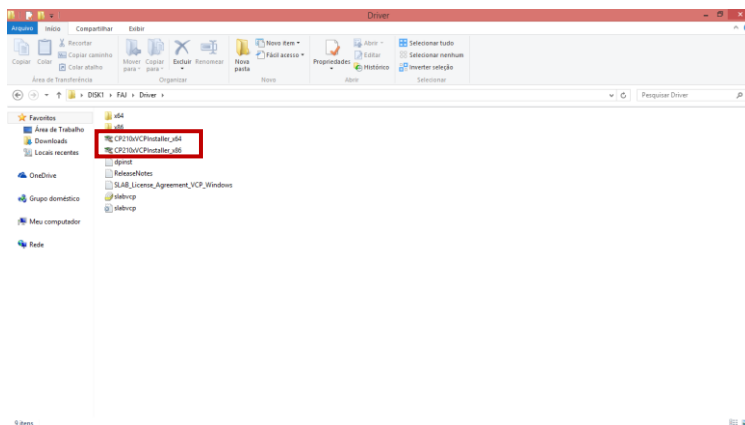 Driver
Arquivo Início Compartilhar Exibir
Copiar Colar
Recortar
Copiar caminho
Colar atalho
Área de Transferência
Mover para Copiar para Excluir Renomear
Organizar
Nova pasta
Novo item
Fácil acesso
Novo
Propriedades
Abrir
Editar
Histórico
Abrir
Selecionar tudo
Selecionar nenhum
Inverter seleção
Selecionar
DISK1 FAJ Driver
Pesquisar Driver
Favoritos
Área de Trabalho
Downloads
Locais recentes
OneDrive
Grupo doméstico
Meu computador
Rede
x64
x86
CP210xVCPInstaller_x64
CP210xVCPInstaller_x86
dpinst
ReleaseNotes
SLAB_License_Agreement_VCP_Windows
slabvcp
slabvcp
9 itens